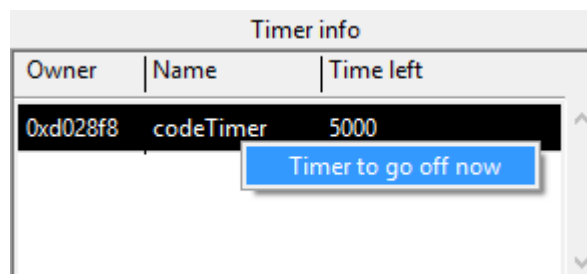 Timer info
Owner Name Time left
0xd028f8 codeTimer 5000
Timer to go off now